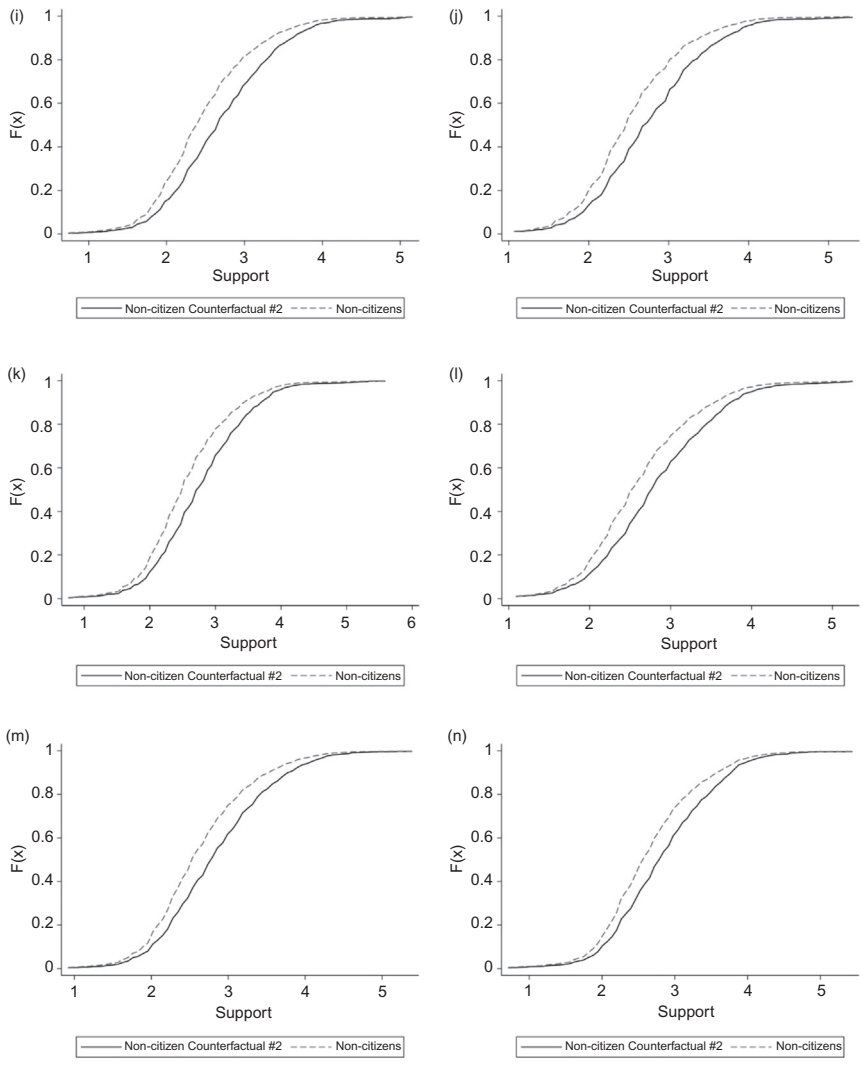 (i)
1
0.8
0.6
0.4
0.2
0
F(x)
1 2 3 4 5
Support
Non-citizen Counterfactual #2 Non-citizens
(j)
1
0.8
0.6
0.4
0.2
0
F(x)
1 2 3 4 5
Support
Non-citizen Counterfactual #2 Non-citizens
(k)
1
0.8
0.6
0.4
0.2
0
F(x)
1 2 3 4 5 6
Support
Non-citizen Counterfactual #2 Non-citizens
(l)
1
0.8
0.6
0.4
0.2
0
F(x)
1 2 3 4 5
Support
Non-citizen Counterfactual #2 Non-citizens
(m)
1
0.8
0.6
0.4
0.2
0
F(x)
1 2 3 4 5
Support
Non-citizen Counterfactual #2 Non-citizens
(n)
1
0.8
0.6
0.4
0.2
0
F(x)
1 2 3 4 5
Support
Non-citizen Counterfactual #2 Non-citizens